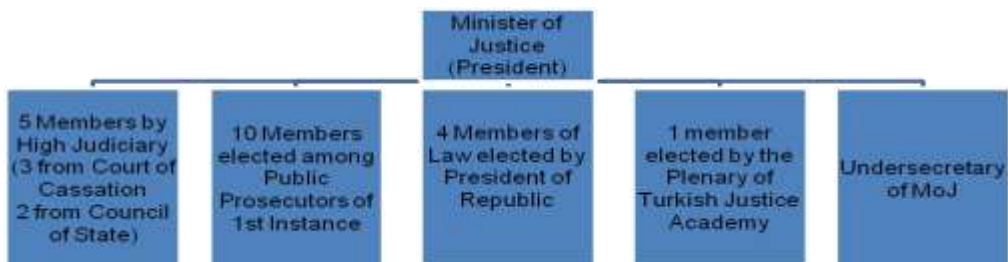 Minister of
Justice
(President)
5 Members by
High Judiciary
(3 from Court of
Cassation
2 from Council
of State)
10 Members
elected among
Public
Prosecutors of
1st Instance
4 Members of
Law elected by
President of
Republic
1 member
elected by the
Plenary of
Turkish Justice
Academy
Undersecretary
of MoJ